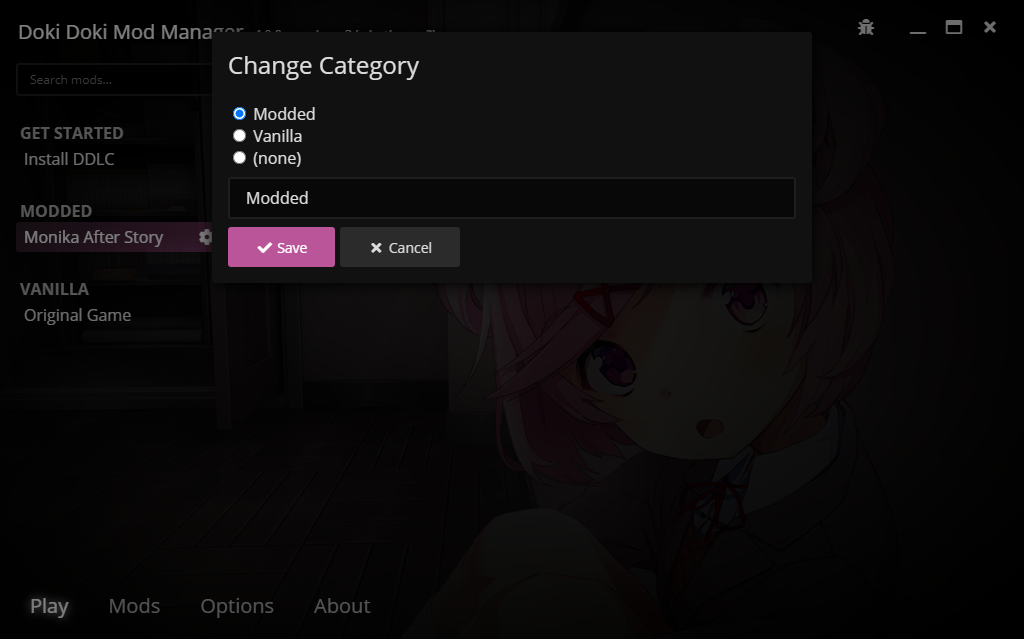 Doki Doki Mod Manager
Change Category
Search mods...
Modded
Vanilla
(none)
Modded
Save
Cancel
GET STARTED
Install DDLC
MODDED
Monika After Story
VANILLA
Original Game
Play
Mods
Options
About